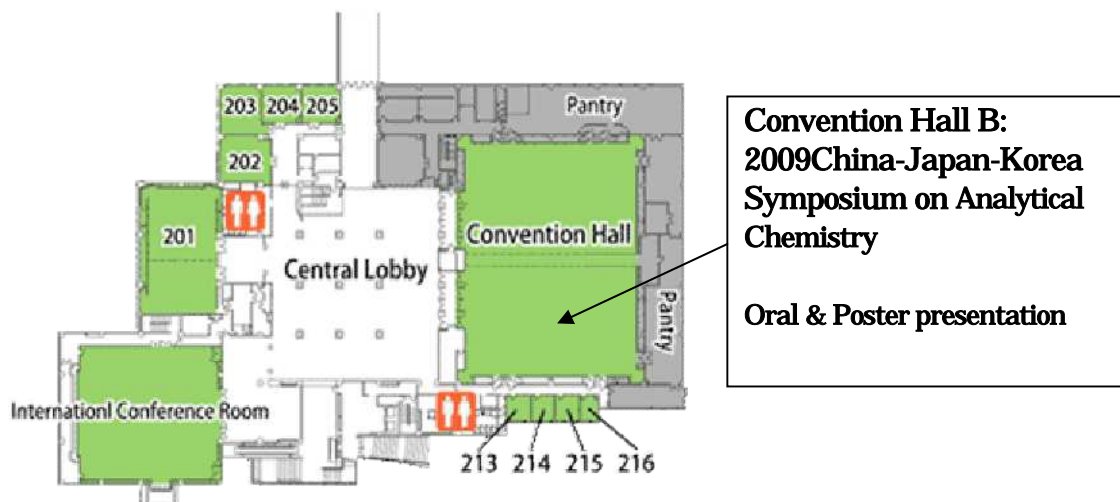 203 204 205
202
201
Central Lobby
Internationl Conference Room
Pantry
Convention Hall
Pantry
213 214 215 216
Convention Hall B:
2009China-Japan-Korea
Symposium on Analytical
Chemistry
Oral & Poster presentation